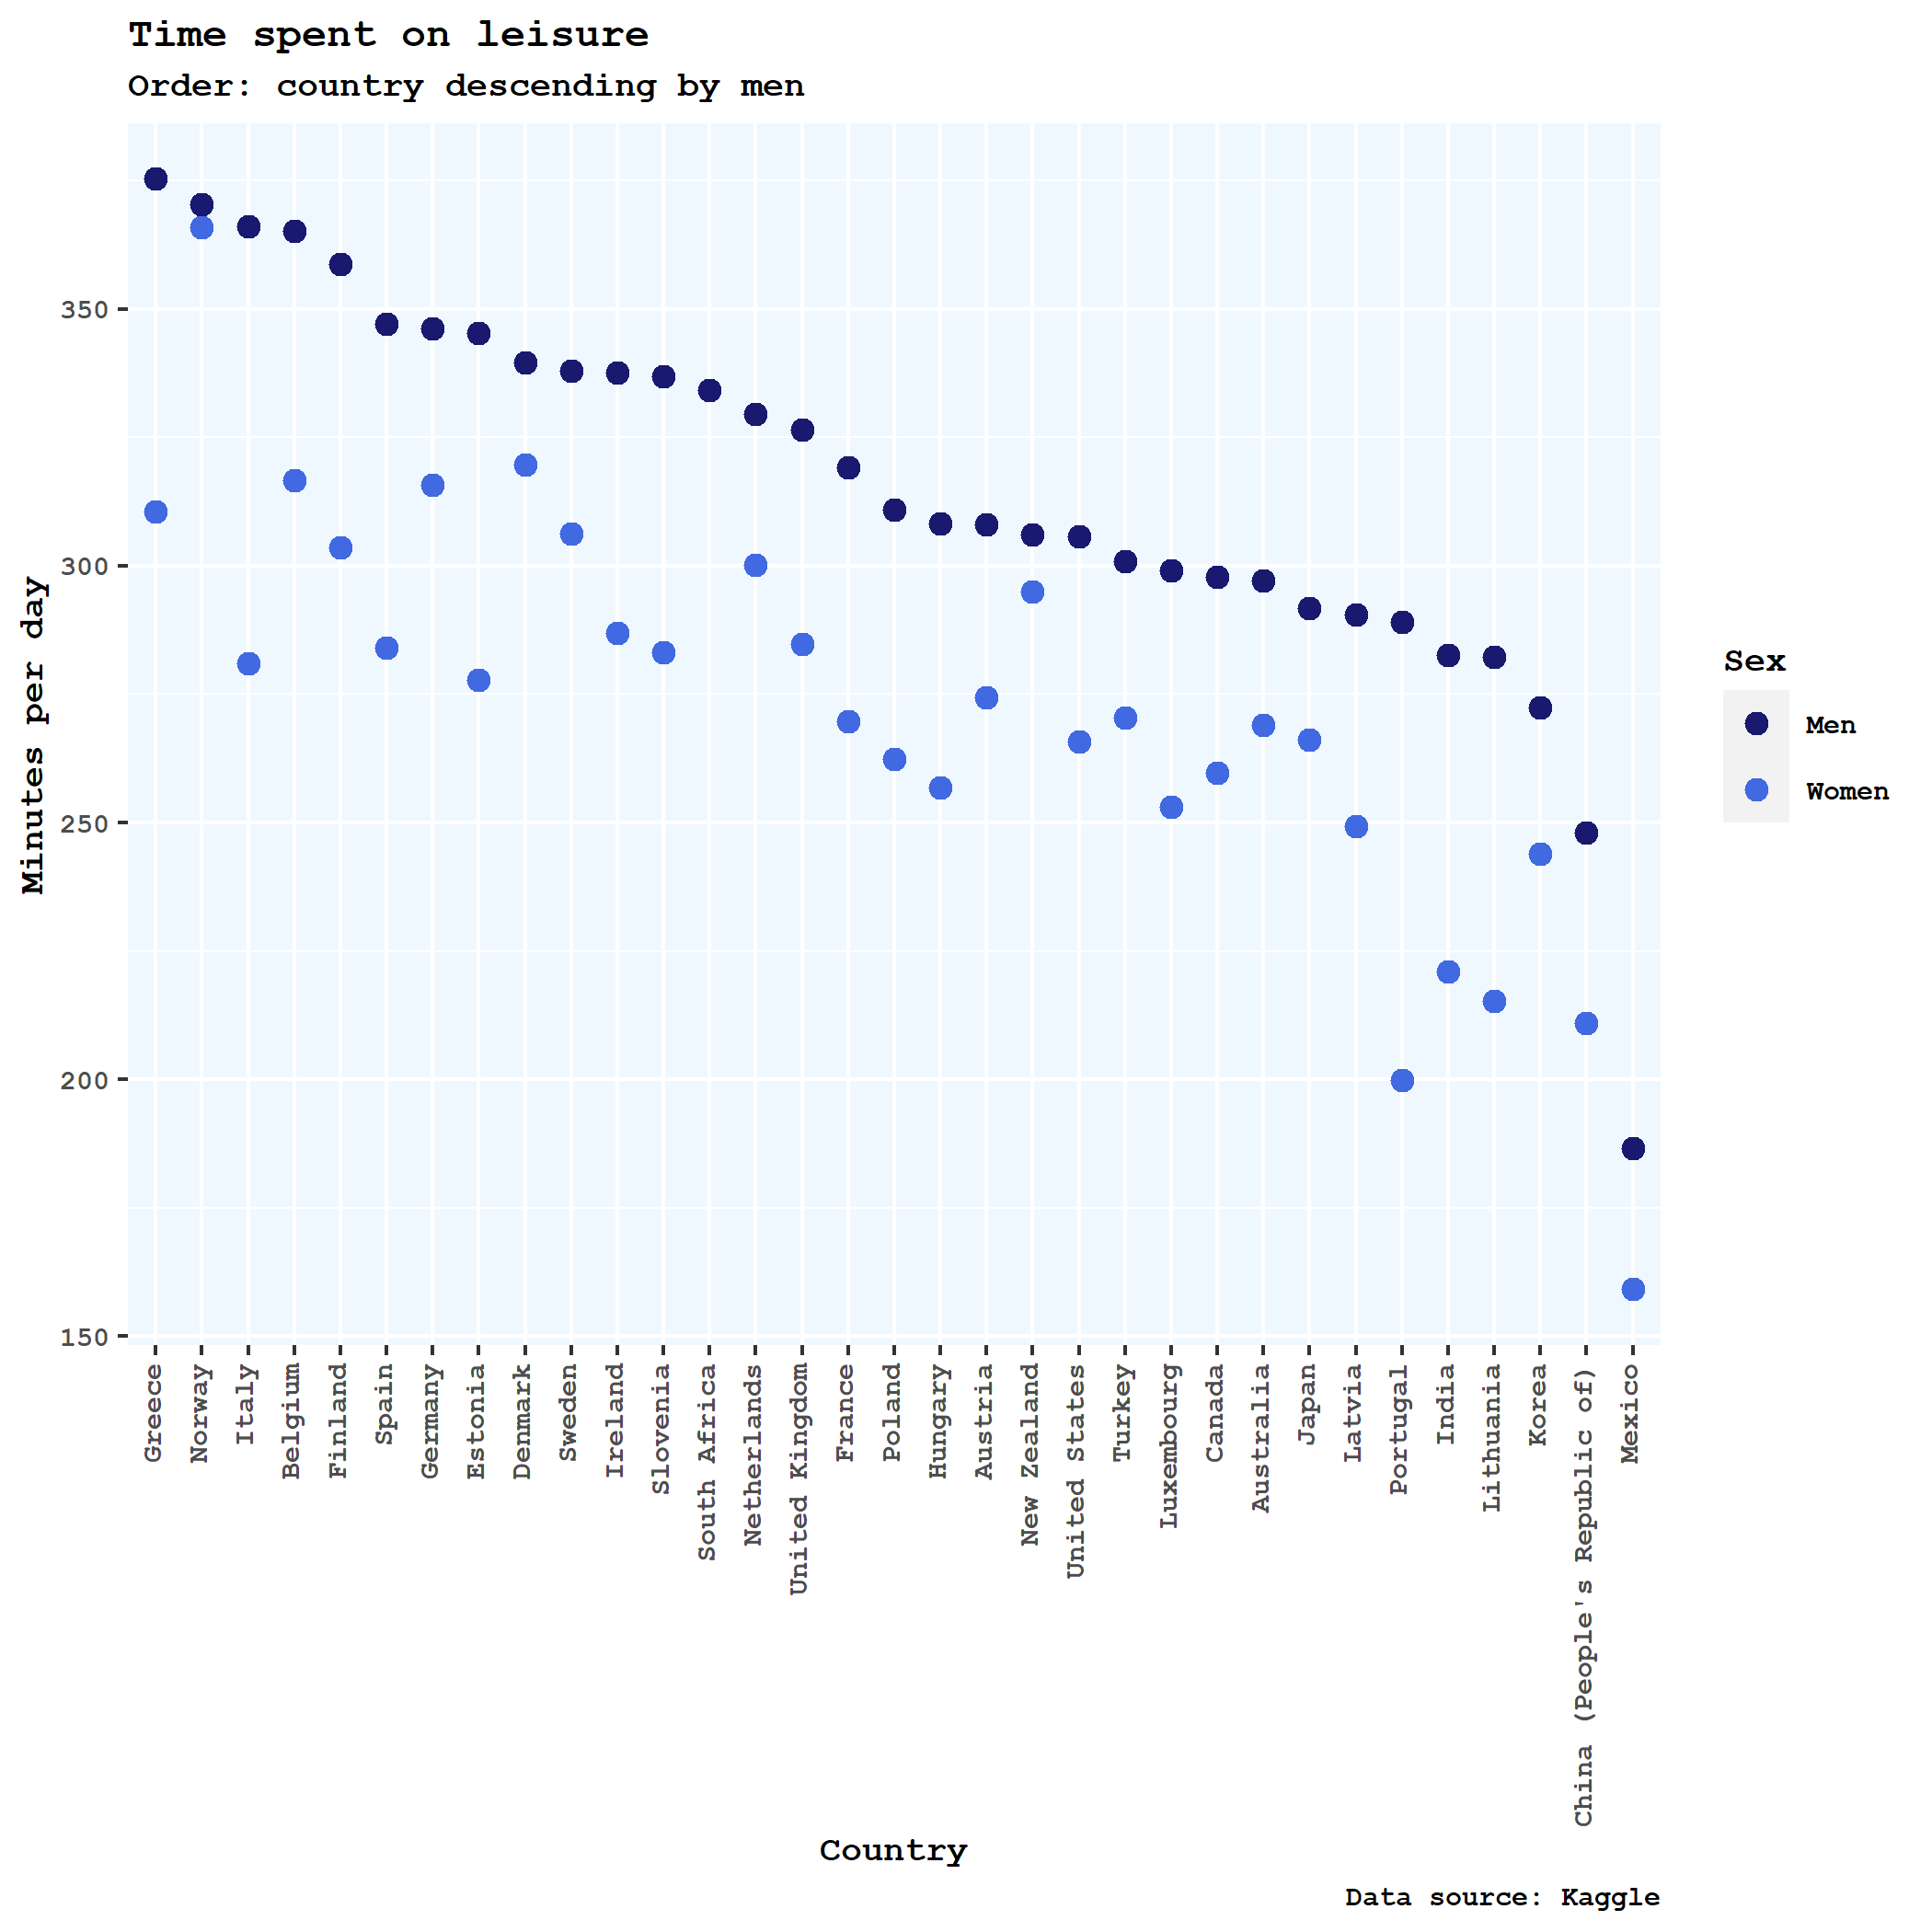 Time spent on leisure
Order: country descending by men
Minutes per day
350
300
250
200
150
Greece
Norway
Italy
Belgium
Finland
Spain
Germany
Estonia
Denmark
Sweden
Ireland
Slovenia
South Africa
Netherlands
United Kingdom
France
Poland
Hungary
Austria
New Zealand
United States
Turkey
Luxembourg
Canada
Australia
Japan
Latvia
Portugal
India
Lithuania
Korea
China (People's Republic of)
Mexico
Country
Sex
Men
Women
Data source: Kaggle